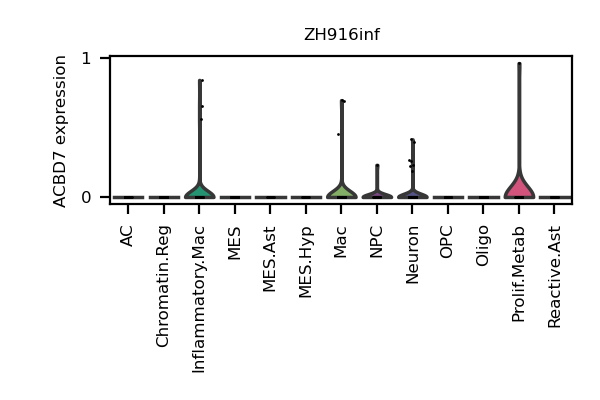 ZH916inf
ACBD7 expression
1
0
AC
Chromatin.Reg
Inflammatory.Mac
MES
MES.Ast
MES.Hyp
Mac
NPC
Neuron
OPC
Oligo
Prolif.Metab
Reactive.Ast